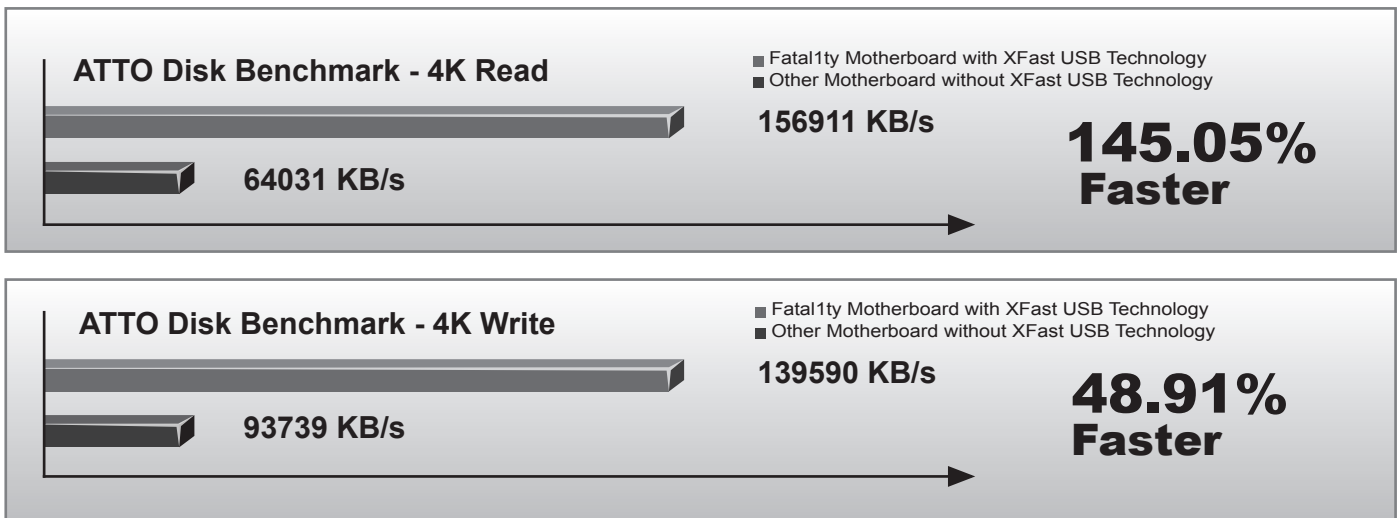 ATTO Disk Benchmark - 4K Read
Fatal1ty Motherboard with XFast USB Technology
Other Motherboard without XFast USB Technology
156911 KB/s
64031 KB/s
145.05%
Faster
ATTO Disk Benchmark - 4K Write
Fatal1ty Motherboard with XFast USB Technology
Other Motherboard without XFast USB Technology
139590 KB/s
93739 KB/s
48.91%
Faster